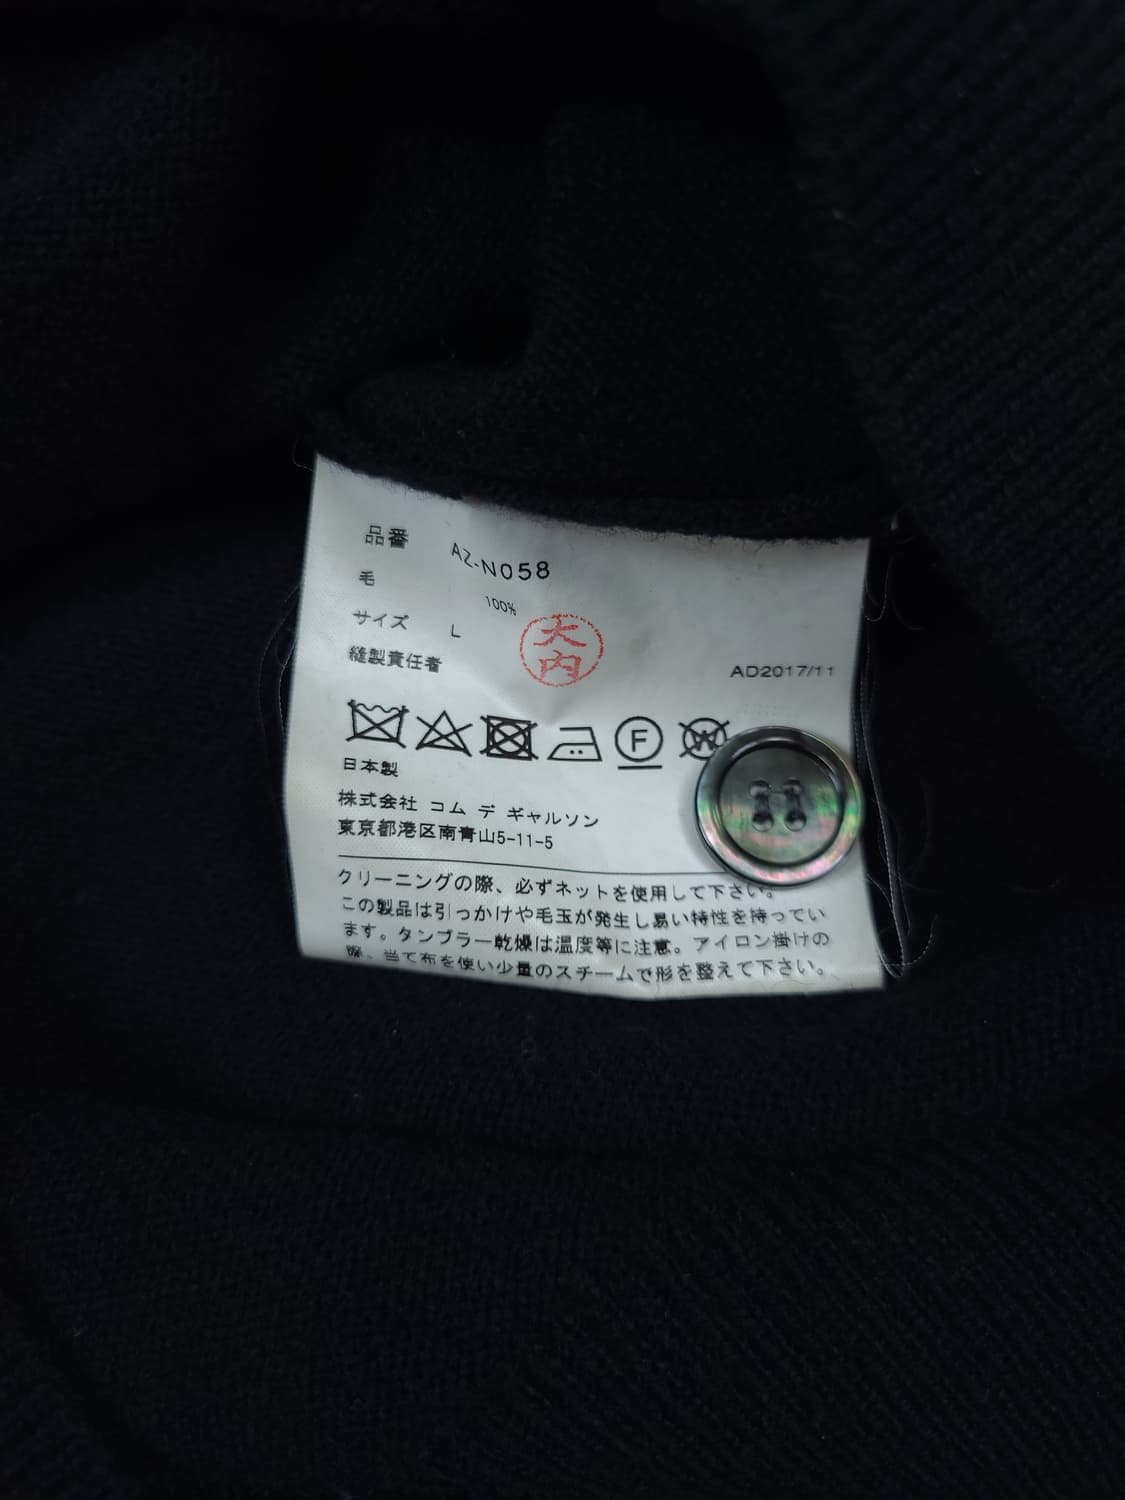 品番 AZ-N058
毛 100%
サイズ L
縫製責任者 大内
AD2017/11
F W
日本製
株式会社 コム デ ギャルソン
東京都港区南青山5-11-5
クリーニングの際、必ずネットを使用して下さい。
この製品は引っかけや毛玉が発生し易い特性を持ってい
ます。タンブラー乾燥は温度等に注意。アイロン掛けの
際、当て布を使い少量のスチームで形を整えて下さい。